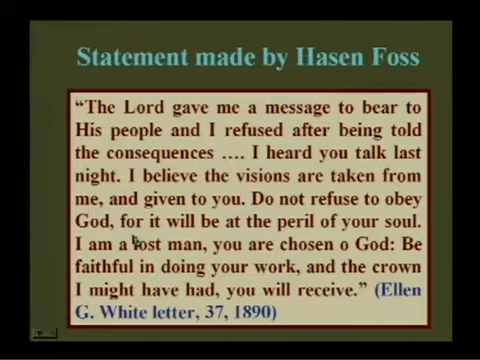 Statement made by Hasen Foss
“The Lord gave me a message to bear to
His people and I refused after being told
the consequences .... I heard you talk last
night. I believe the visions are taken from
me, and given to you. Do not refuse to obey
God, for it will be at the peril of your soul.
I am a lost man, you are chosen o God: Be
faithful in doing your work, and the crown
I might have had, you will receive.” (Ellen
G. White letter, 37, 1890)